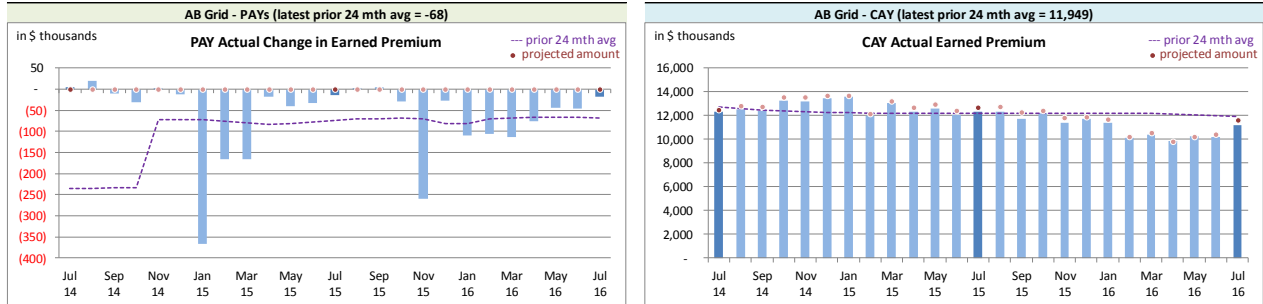 AB Grid - PAYs (latest prior 24 mth avg = -68)
in $ thousands
PAY Actual Change in Earned Premium
--- prior 24 mth avg
• projected amount
50
-
(50)
(100)
(150)
(200)
(250)
(300)
(350)
(400)
Jul Sep Nov Jan Mar May Jul Sep Nov Jan Mar May Jul
14 14 14 15 15 15 15 15 15 16 16 16 16
AB Grid - CAY (latest prior 24 mth avg = 11,949)
in $ thousands
CAY Actual Earned Premium
--- prior 24 mth avg
• projected amount
16,000
14,000
12,000
10,000
8,000
6,000
4,000
2,000
-
Jul Sep Nov Jan Mar May Jul Sep Nov Jan Mar May Jul
14 14 14 15 15 15 15 15 15 16 16 16 16